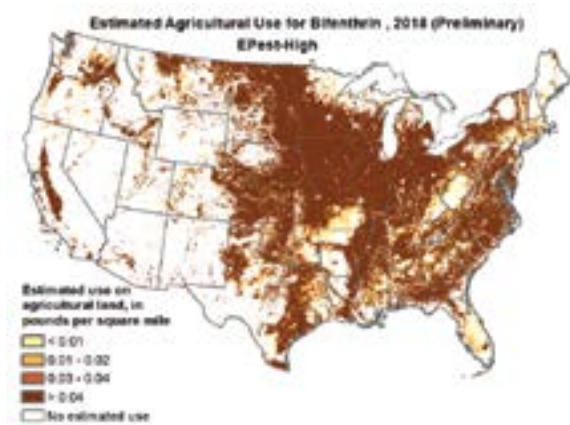 Estimated Agricultural Use for Bifenthrin , 2018 (Preliminary)
EPest-High
Estimated use on
agricultural land, in
pounds per square mile
< 0.01
0.01 - 0.02
0.03 - 0.04
> 0.04
No estimated use